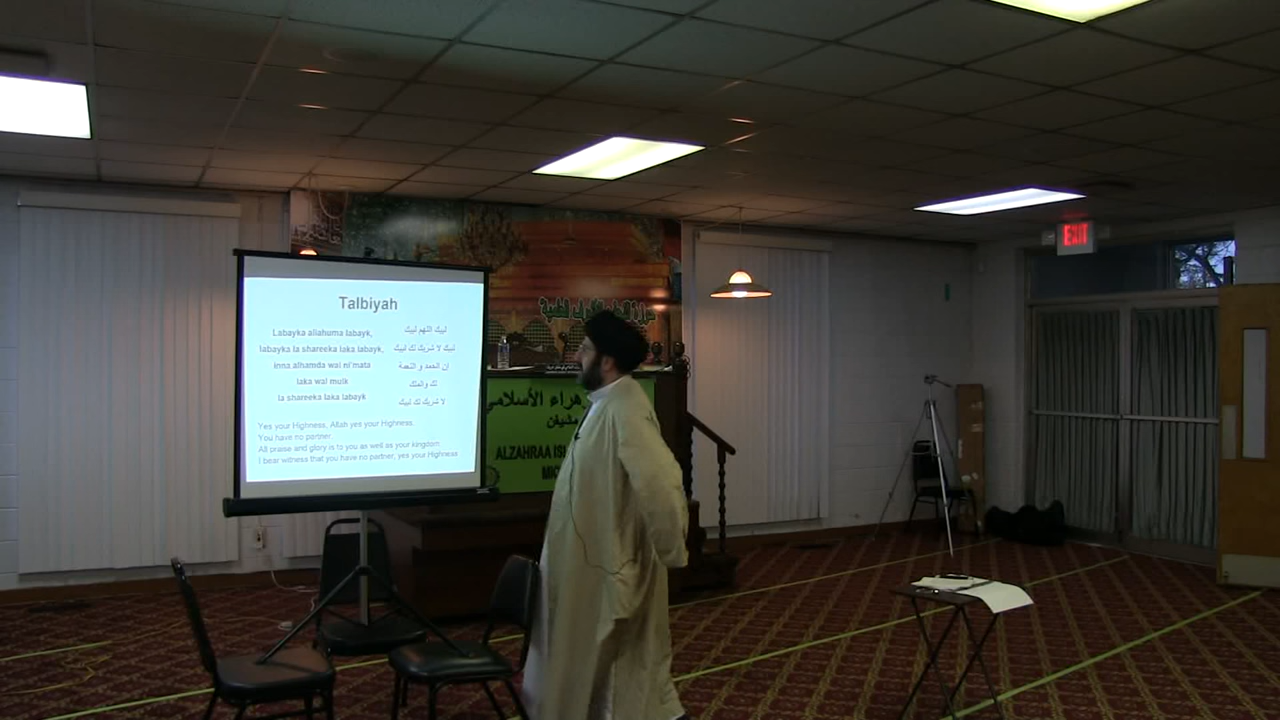 EXIT
Talbiyah
Labayka allahuma labayk,
لبيك اللهم لبيك
labayka la shareeka laka labayk,
لبيك لا شريك لك لبيك
inna alhamda wal ni'mata
ان الحمد و النعمة
laka wal mulk
لك والملك
la shareeka laka labayk
لا شريك لك لبيك
Yes your Highness, Allah yes your Highness.
You have no partner.
All praise and glory is to you as well as your kingdom.
I bear witness that you have no partner, yes your Highness
الأسلامي
ALZAHRAA